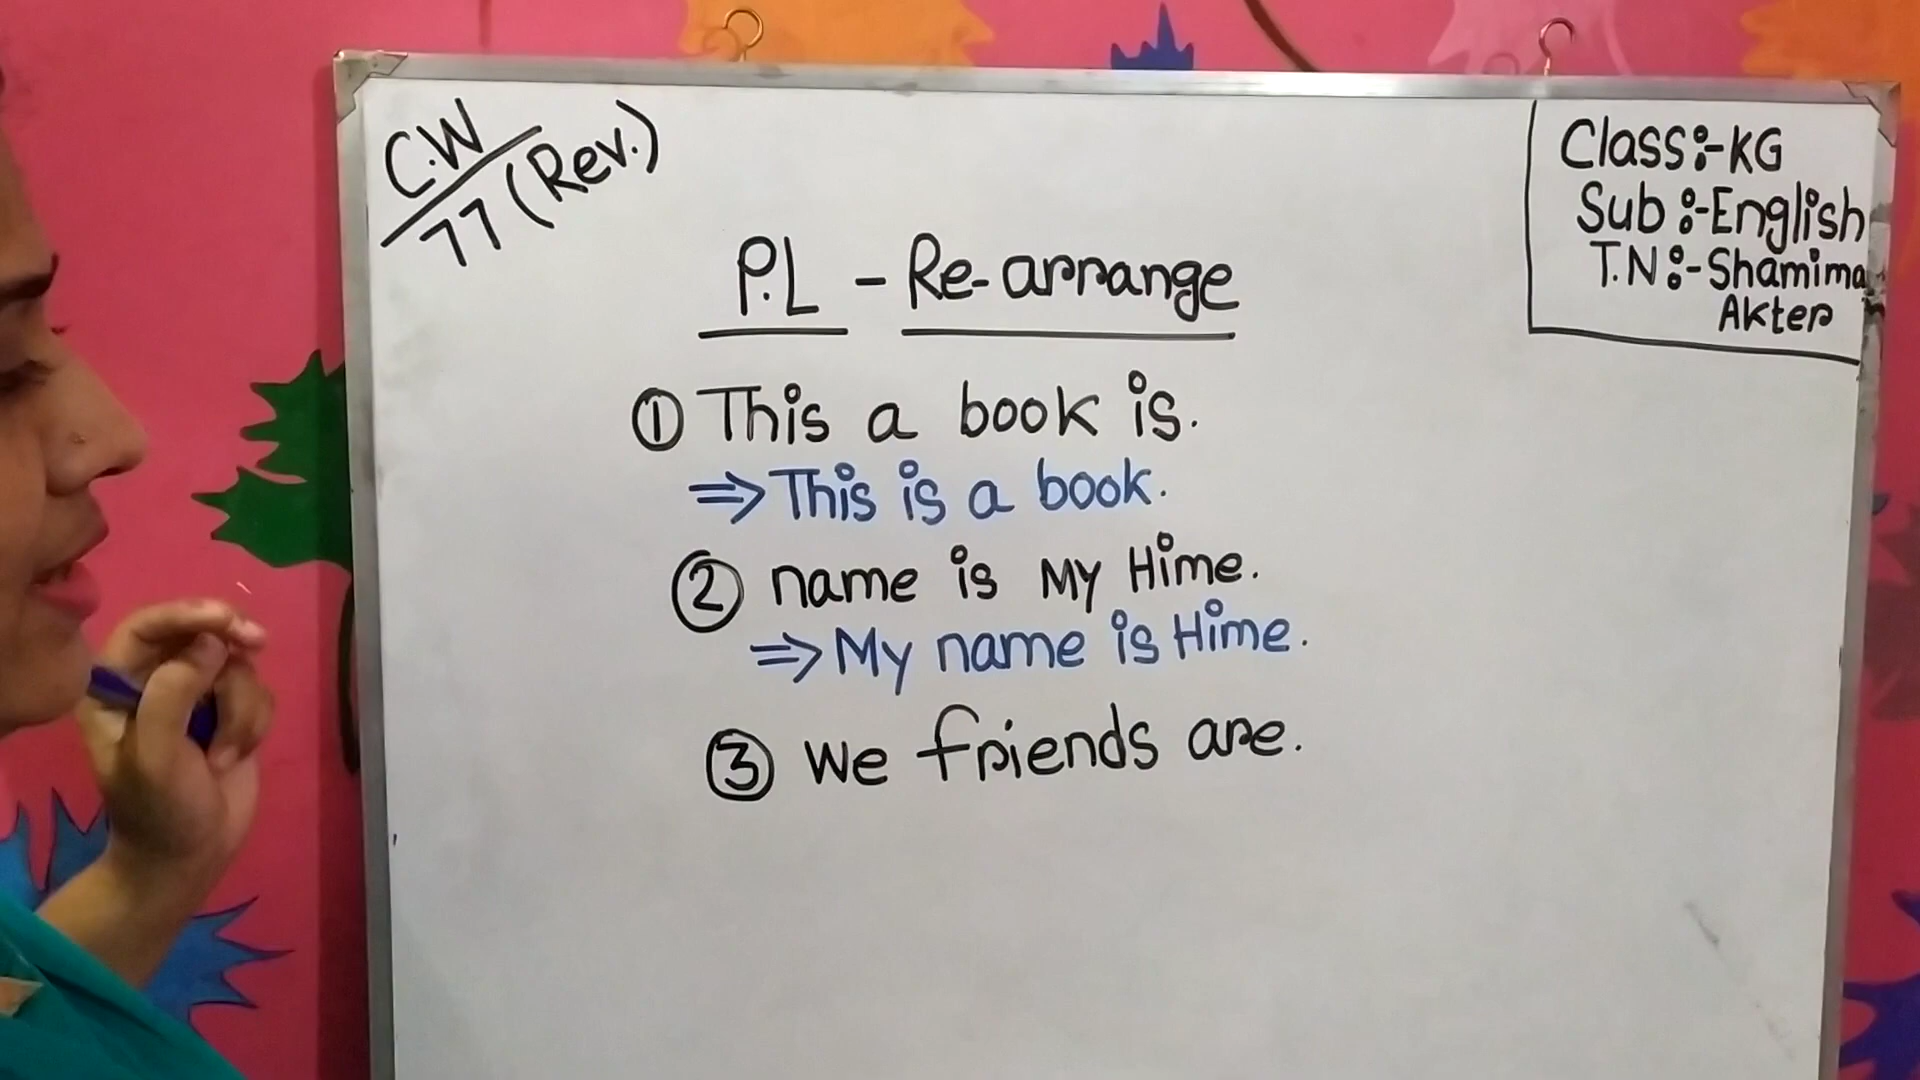 C.W
77 (Rev.)
Class:-KG
Sub:-English
T.N:-Shamima
Akter
P.L - Re-arrange
① This a book is.
⇒ This is a book.
② name is My Hime.
⇒ My name is Hime.
③ We friends are.